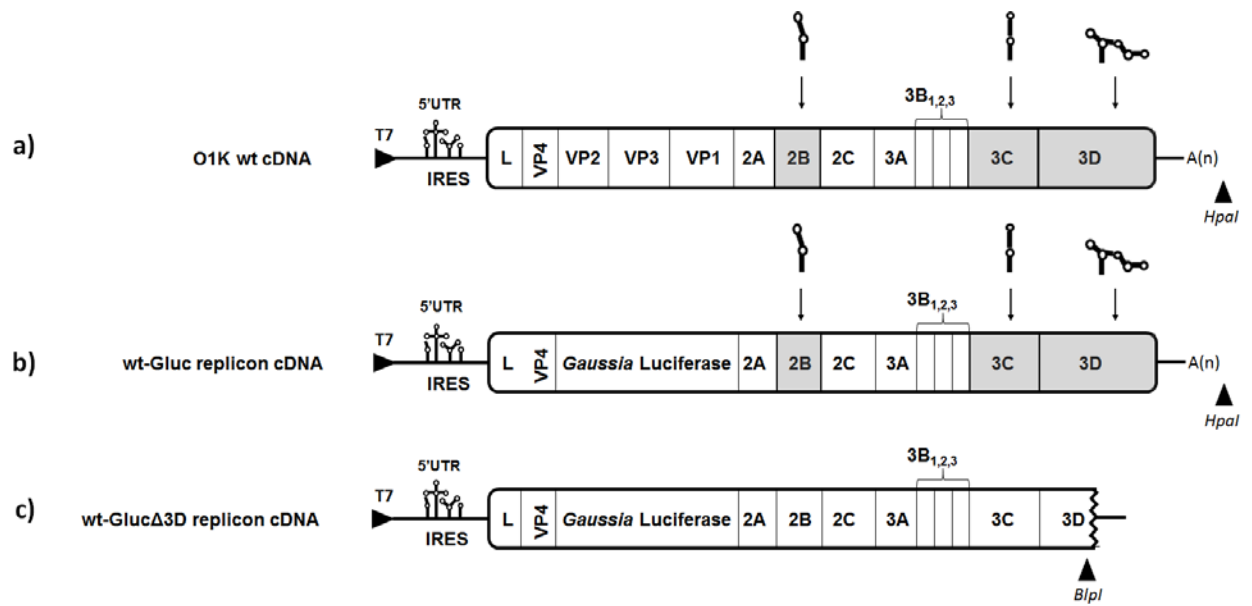 a)
O1K wt cDNA
T7
5'UTR
IRES
L
VP4
VP2
VP3
VP1
2A
2B
2C
3A
3B1,2,3
3C
3D
A(n)
HpaI
b)
wt-Gluc replicon cDNA
T7
5'UTR
IRES
L
VP4
Gaussia Luciferase
2A
2B
2C
3A
3B1,2,3
3C
3D
A(n)
HpaI
c)
wt-GlucΔ3D replicon cDNA
T7
5'UTR
IRES
L
VP4
Gaussia Luciferase
2A
2B
2C
3A
3B1,2,3
3C
3D
BlpI